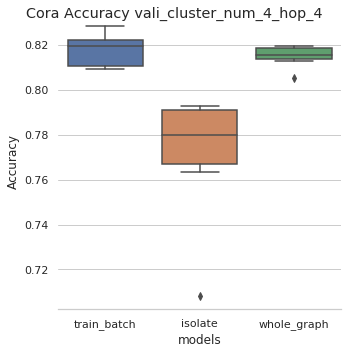 Cora Accuracy vali_cluster_num_4_hop_4
0.82
0.80
0.78
0.76
0.74
0.72
Accuracy
train_batch
isolate
whole_graph
models